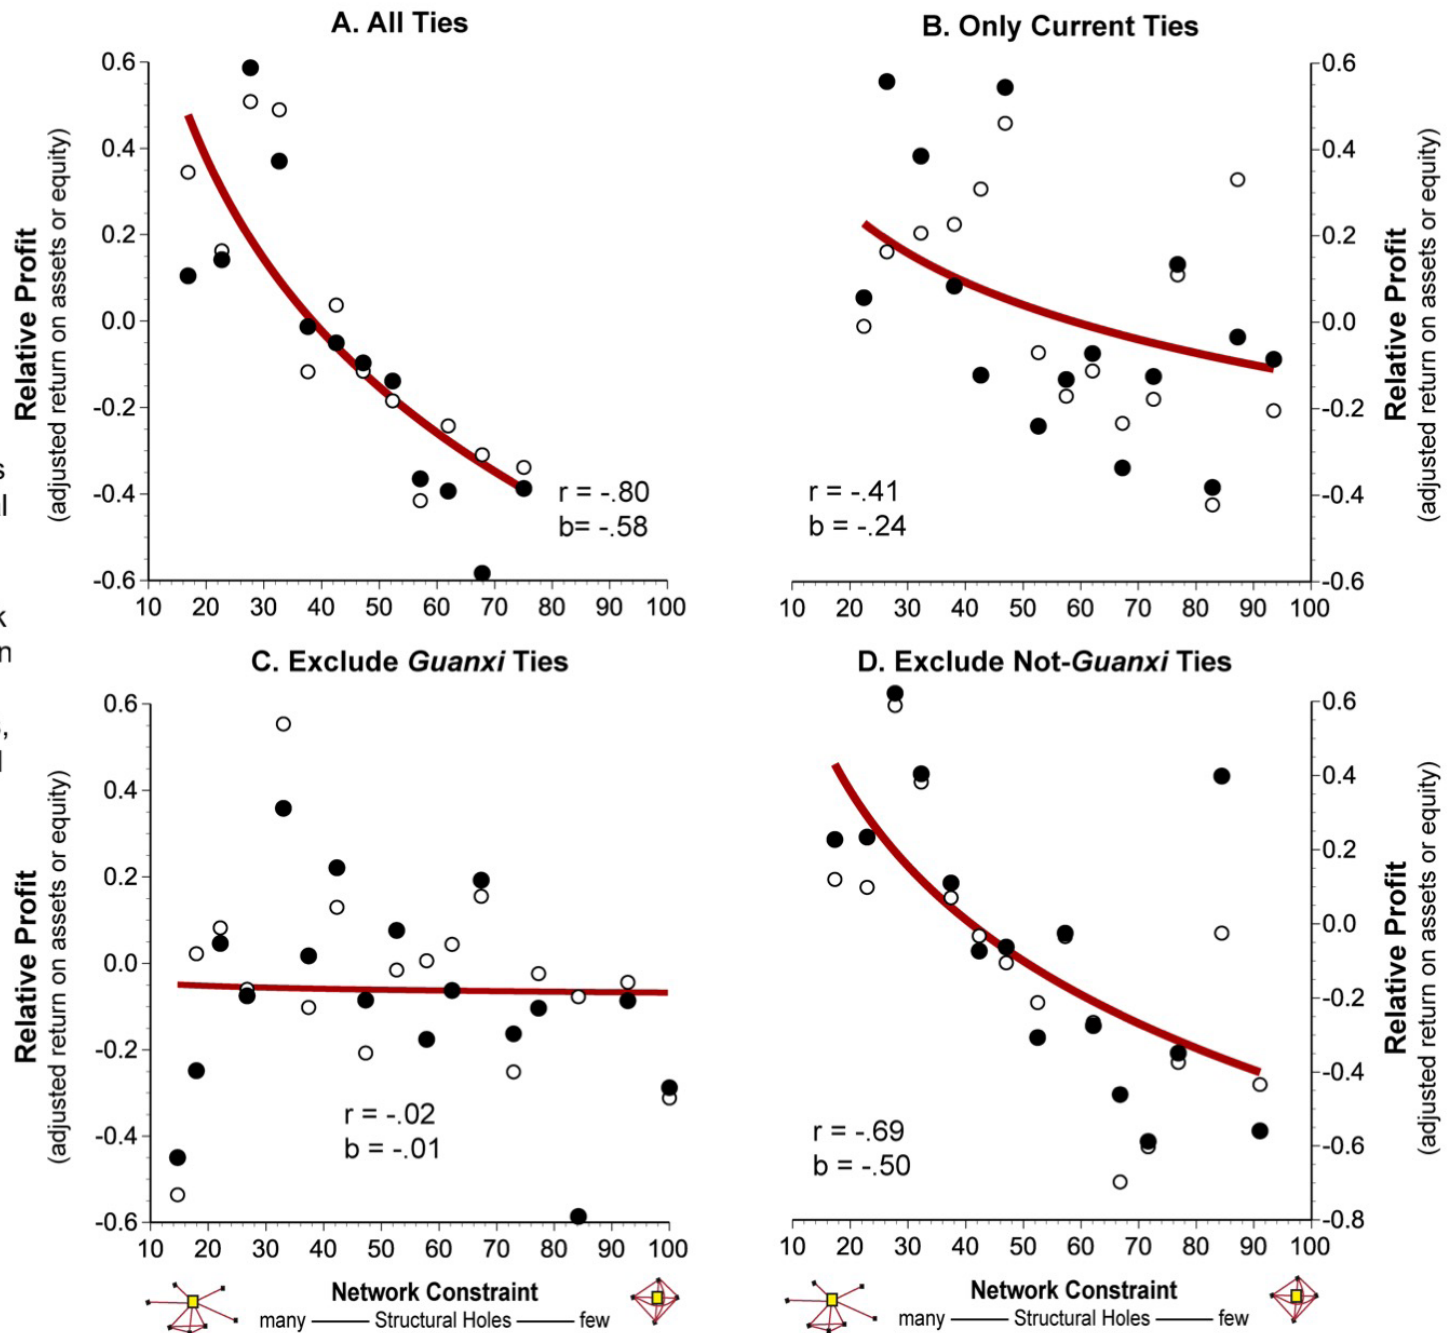 A. All Ties
0.6
0.4
0.2
0.0
-0.2
-0.4
-0.6
Relative Profit
(adjusted return on assets or equity)
r = -.80
b= -.58
10 20 30 40 50 60 70 80 90 100
B. Only Current Ties
0.6
0.4
0.2
0.0
-0.2
-0.4
-0.6
Relative Profit
(adjusted return on assets or equity)
r = -.41
b = -.24
10 20 30 40 50 60 70 80 90 100
C. Exclude Guanxi Ties
0.6
0.4
0.2
0.0
-0.2
-0.4
-0.6
Relative Profit
(adjusted return on assets or equity)
r = -.02
b = -.01
10 20 30 40 50 60 70 80 90 100
Network Constraint
many Structural Holes few
D. Exclude Not-Guanxi Ties
0.6
0.4
0.2
0.0
-0.2
-0.4
-0.6
-0.8
Relative Profit
(adjusted return on assets or equity)
r = -.69
b = -.50
10 20 30 40 50 60 70 80 90 100
Network Constraint
many Structural Holes few